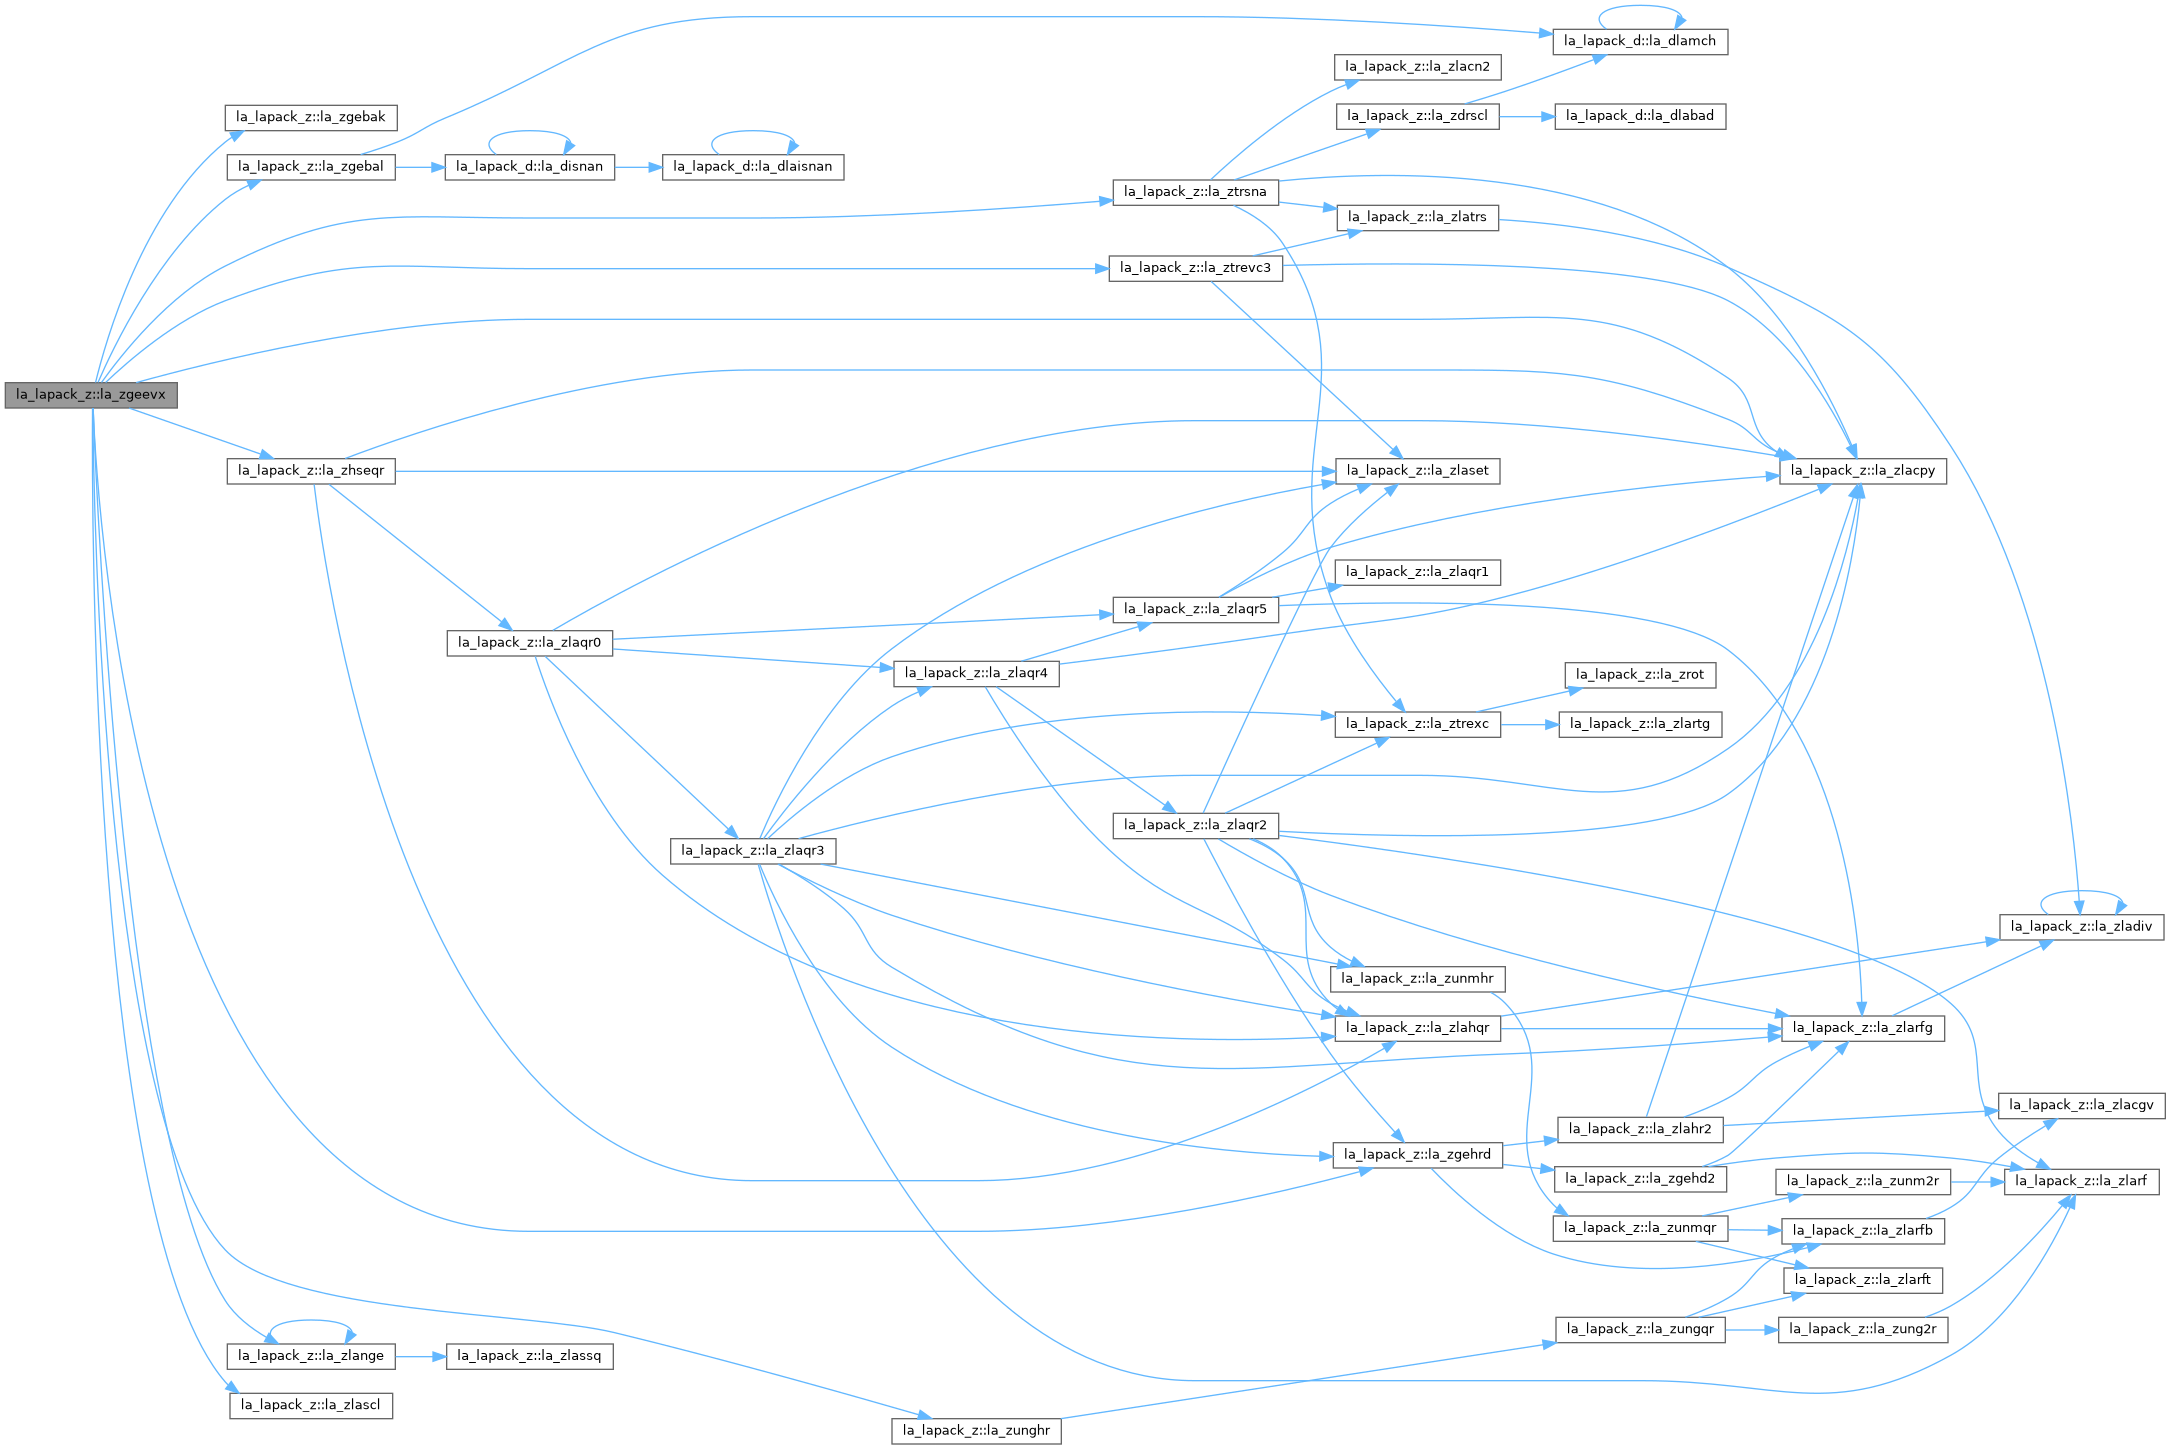 la_lapack_d::la_dlamch
la_lapack_z::la_zlacn2
la_lapack_z::la_zgebak
la_lapack_z::la_zdrscl
la_lapack_d::la_dlabad
la_lapack_z::la_zgebal
la_lapack_d::la_disnan
la_lapack_d::la_dlaisnan
la_lapack_z::la_ztrsna
la_lapack_z::la_zlatrs
la_lapack_z::la_ztrevc3
la_lapack_z::la_zgeevx
la_lapack_z::la_zhseqr
la_lapack_z::la_zlaset
la_lapack_z::la_zlacpy
la_lapack_z::la_zlaqr1
la_lapack_z::la_zlaqr5
la_lapack_z::la_zlaqr0
la_lapack_z::la_zlaqr4
la_lapack_z::la_zrot
la_lapack_z::la_ztrexc
la_lapack_z::la_zlartg
la_lapack_z::la_zlaqr2
la_lapack_z::la_zlaqr3
la_lapack_z::la_zladiv
la_lapack_z::la_zunmhr
la_lapack_z::la_zlahqr
la_lapack_z::la_zlarfg
la_lapack_z::la_zlacgv
la_lapack_z::la_zlahr2
la_lapack_z::la_zgehrd
la_lapack_z::la_zgehd2
la_lapack_z::la_zunm2r
la_lapack_z::la_zlarf
la_lapack_z::la_zunmqr
la_lapack_z::la_zlarfb
la_lapack_z::la_zlarft
la_lapack_z::la_zungqr
la_lapack_z::la_zung2r
la_lapack_z::la_zlange
la_lapack_z::la_zlassq
la_lapack_z::la_zlascl
la_lapack_z::la_zunghr